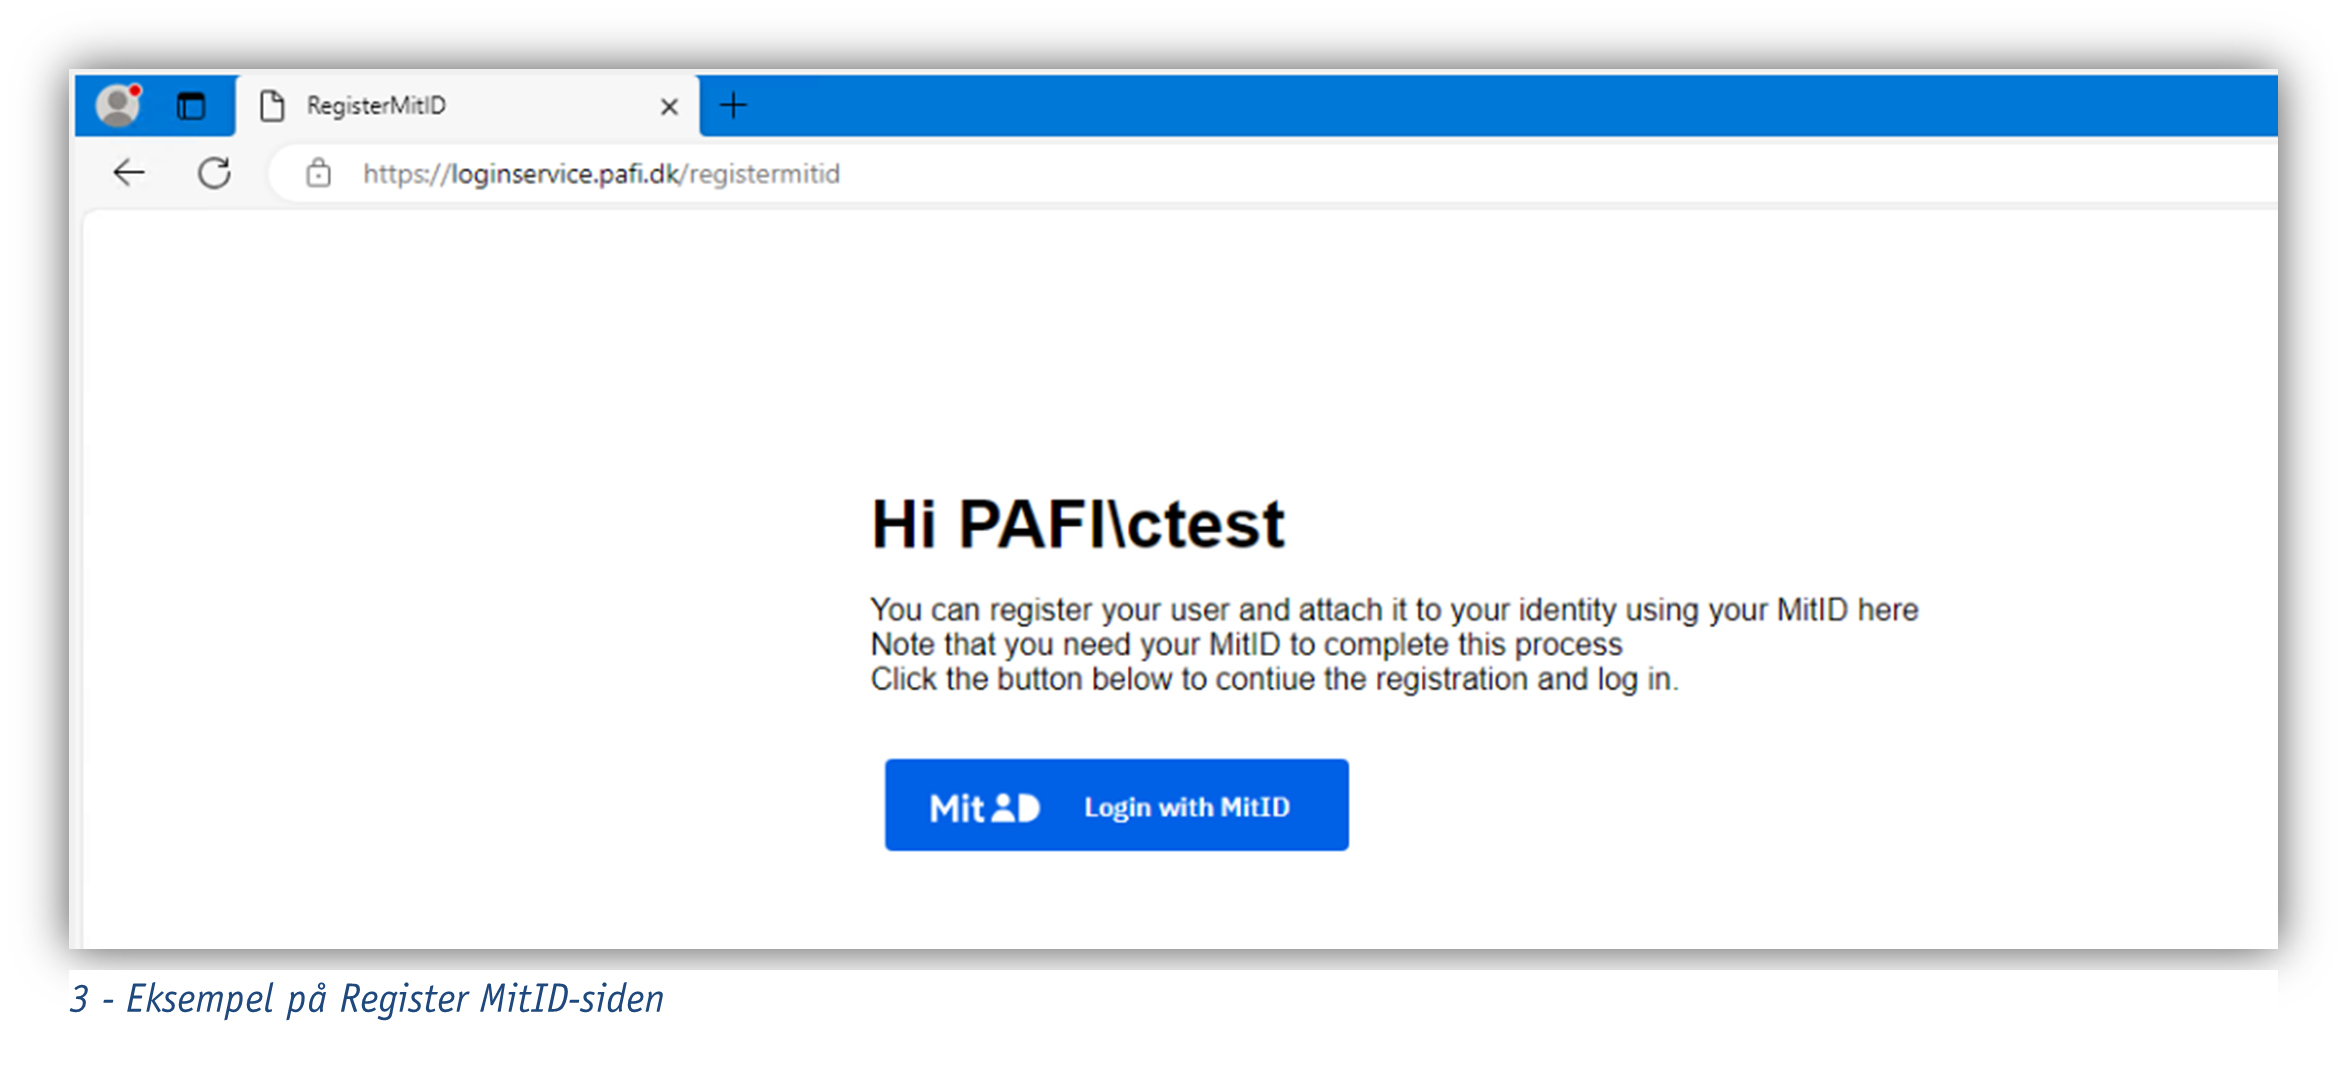 RegisterMitID
https://loginservice.pafi.dk/registermitid
Hi PAFI\ctest
You can register your user and attach it to your identity using your MitID here
Note that you need your MitID to complete this process
Click the button below to contiue the registration and log in.
Mit ID Login with MitID
3 - Eksempel på Register MitID-siden